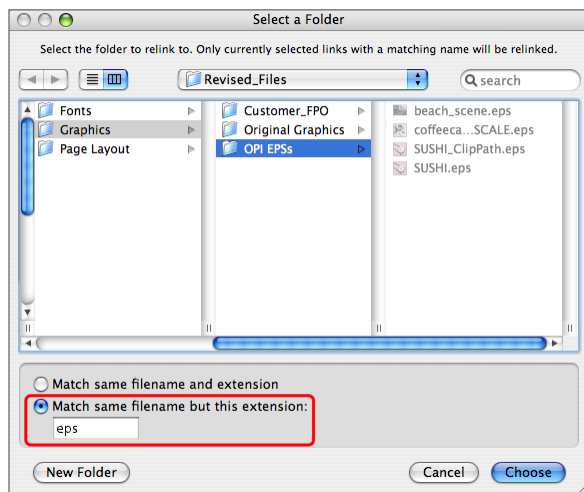 Select a Folder
Select the folder to relink to. Only currently selected links with a matching name will be relinked.
Revised_Files
search
Fonts
Graphics
Page Layout
Customer_FPO
Original Graphics
OPI EPSs
beach_scene.eps
coffeeca...SCALE.eps
SUSHI_ClipPath.eps
SUSHI.eps
Match same filename and extension
Match same filename but this extension:
eps
New Folder
Cancel
Choose